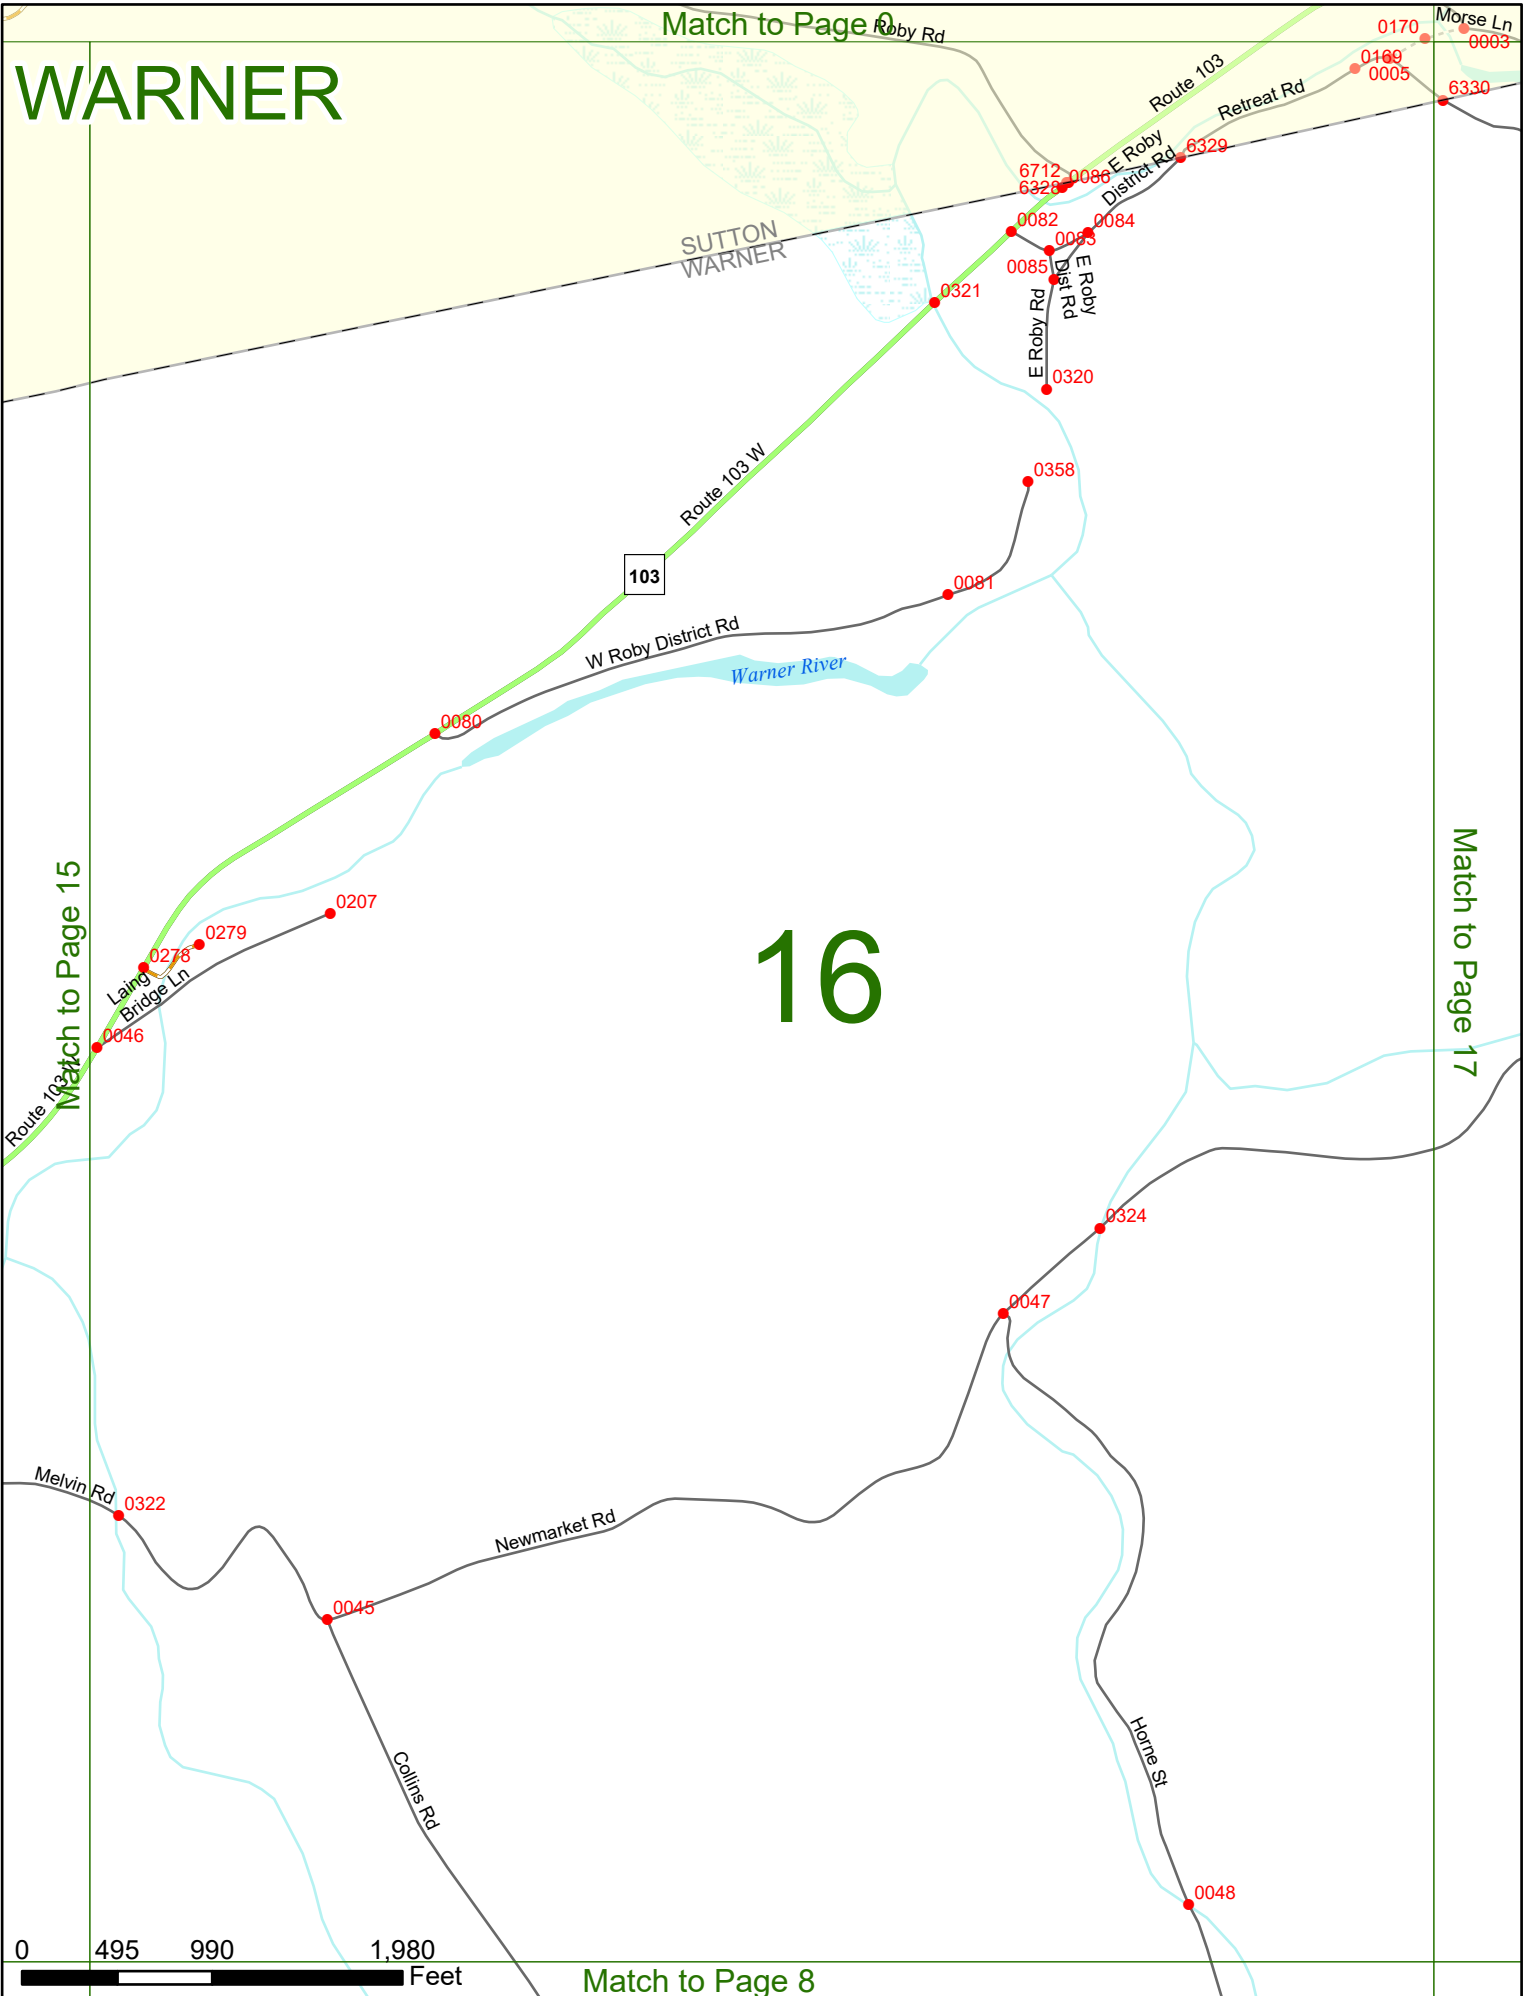 Match to Page 0
WARNER
Roby Rd
Route 103
Morse Ln
0170
0003
0169
0005
Retreat Rd
6330
E Roby
District Rd
6329
6712
0086
6328
0082
0084
0083
0085
SUTTON
WARNER
E Roby
Dist Rd
E Roby Rd
0321
0320
0358
Route 103 W
103
0081
W Roby District Rd
Warner River
0080
Match to Page 15
Match to Page 17
0207
0279
0278
16
Laing
Bridge Ln
0046
Route 103 W
0324
0047
Melvin Rd
0322
Newmarket Rd
0045
Collins Rd
Horne St
0048
0 495 990 1,980
Feet
Match to Page 8